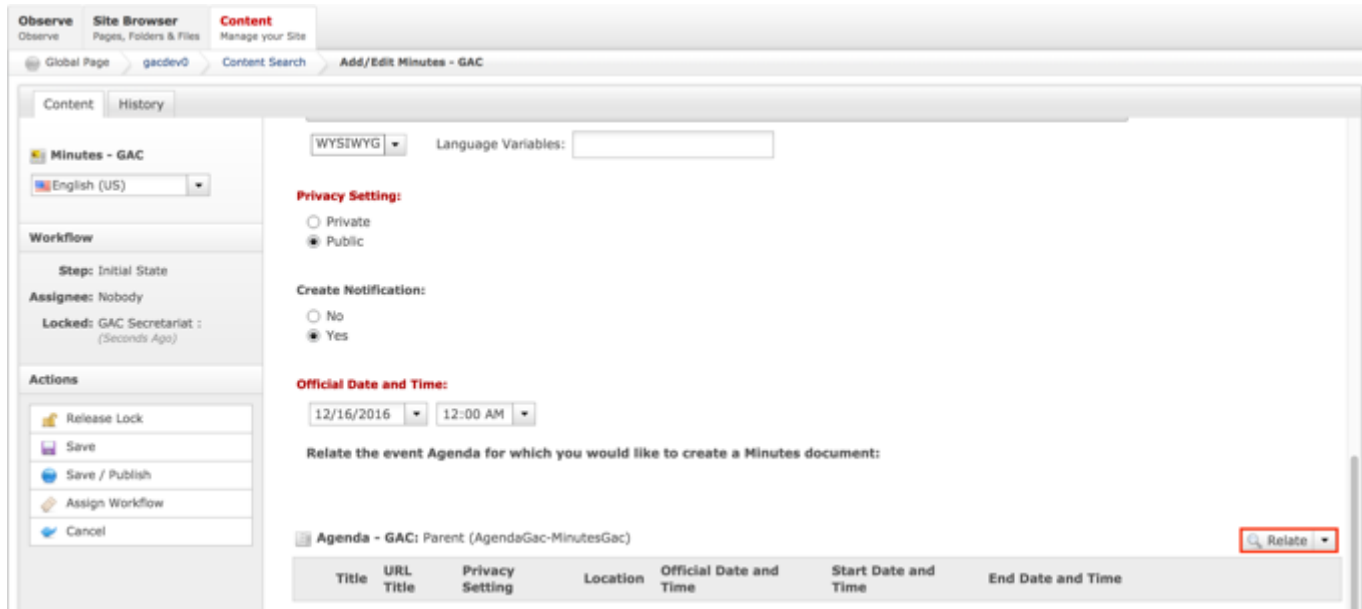 Observe Site Browser Content
Observe Pages, Folders & Files Manage your Site
Global Page gacdev0 Content Search Add/Edit Minutes - GAC
Content History
WYSIWYG Language Variables:
Minutes - GAC
English (US)
Privacy Setting:
Private
Public
Workflow
Step: Initial State
Create Notification:
Assignee: Nobody
No
Locked: GAC Secretariat :
(Seconds Ago)
Yes
Actions
Official Date and Time:
12/16/2016 12:00 AM
Release Lock
Save
Relate the event Agenda for which you would like to create a Minutes document:
Save / Publish
Assign Workflow
Cancel
Agenda - GAC: Parent (AgendaGac-MinutesGac)
Relate
Title URL Title Privacy Setting Location Official Date and Time Start Date and Time End Date and Time